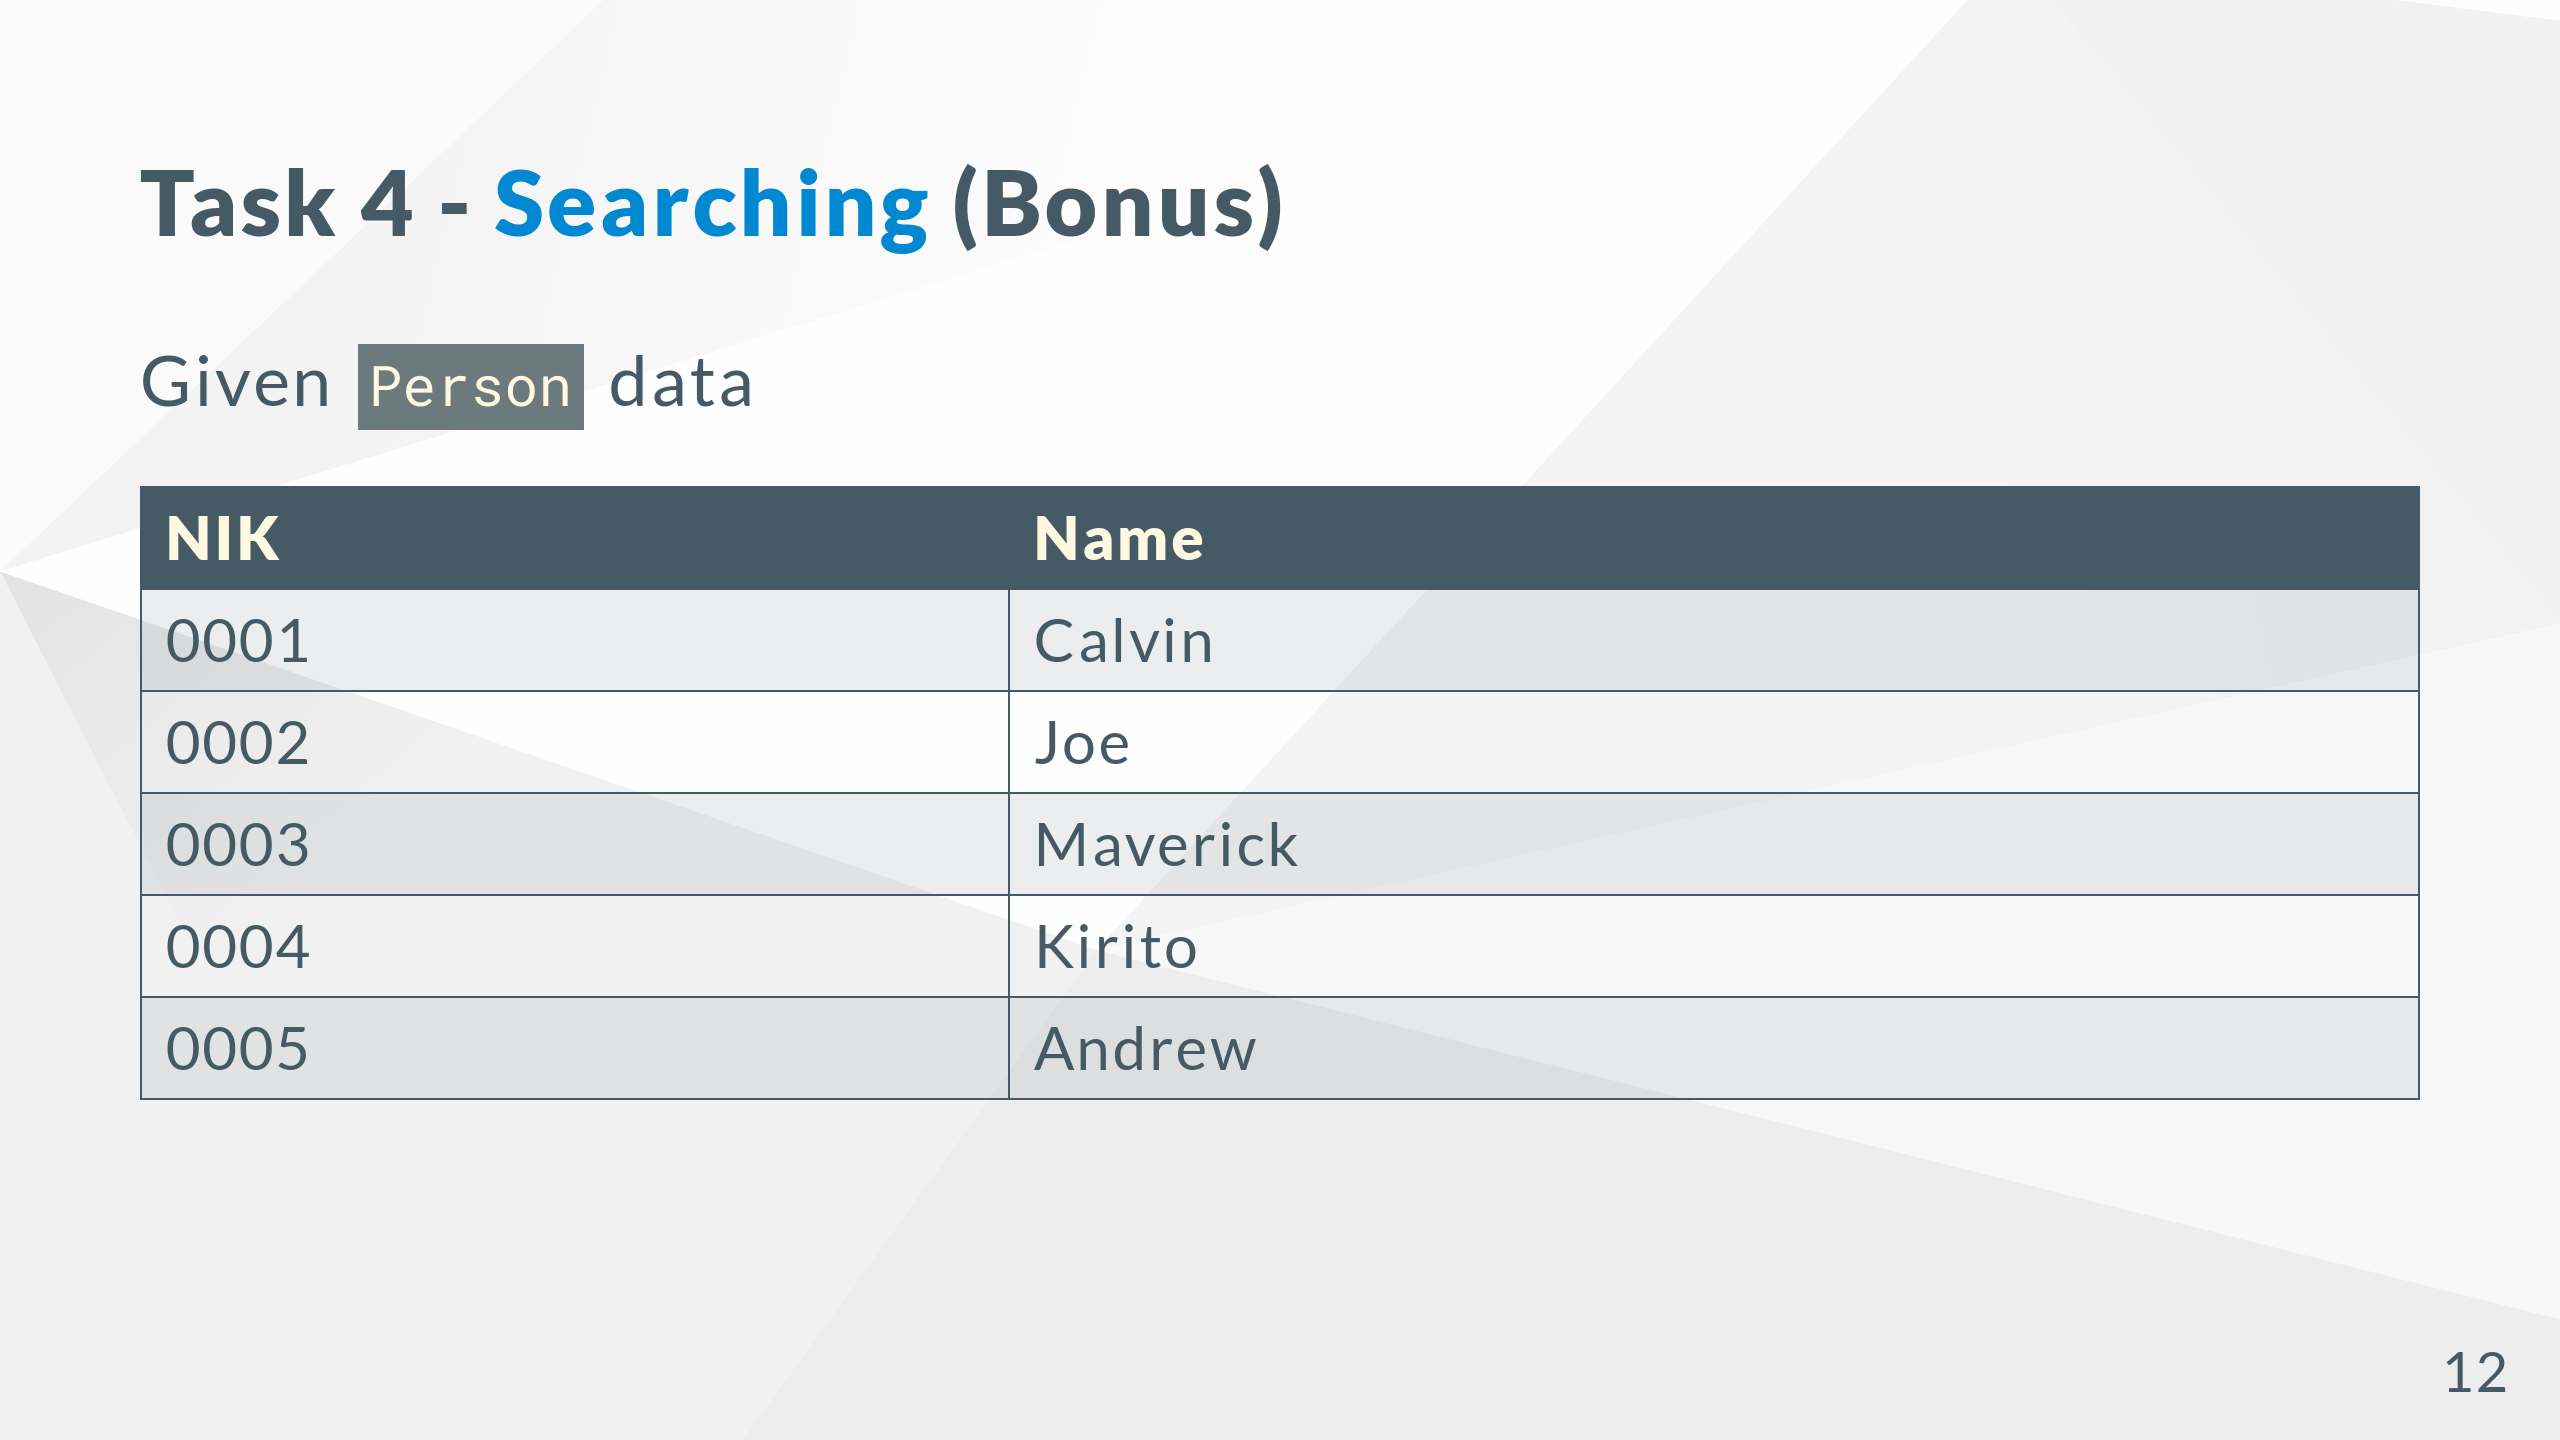 Task 4 - Searching (Bonus)
Given Person data
NIK Name
0001 Calvin
0002 Joe
0003 Maverick
0004 Kirito
0005 Andrew
12